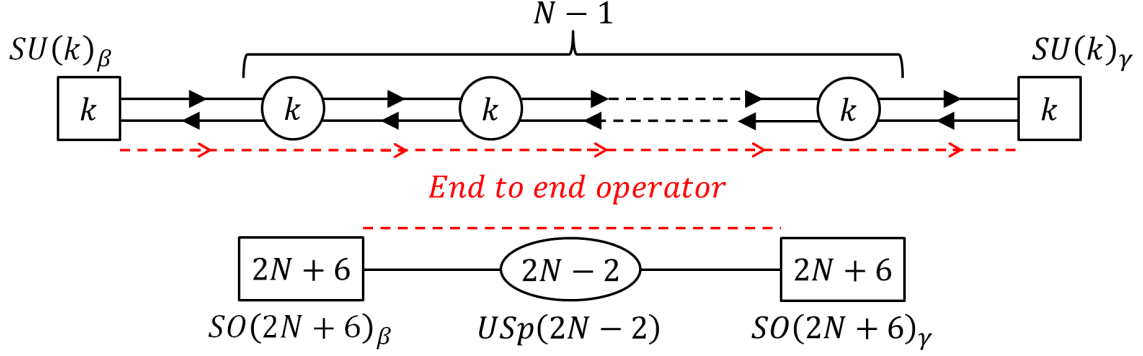 N − 1
SU(k)β SU(k)γ
k k k k k
End to end operator
2N + 6 2N − 2 2N + 6
SO(2N + 6)β USp(2N − 2) SO(2N + 6)γ